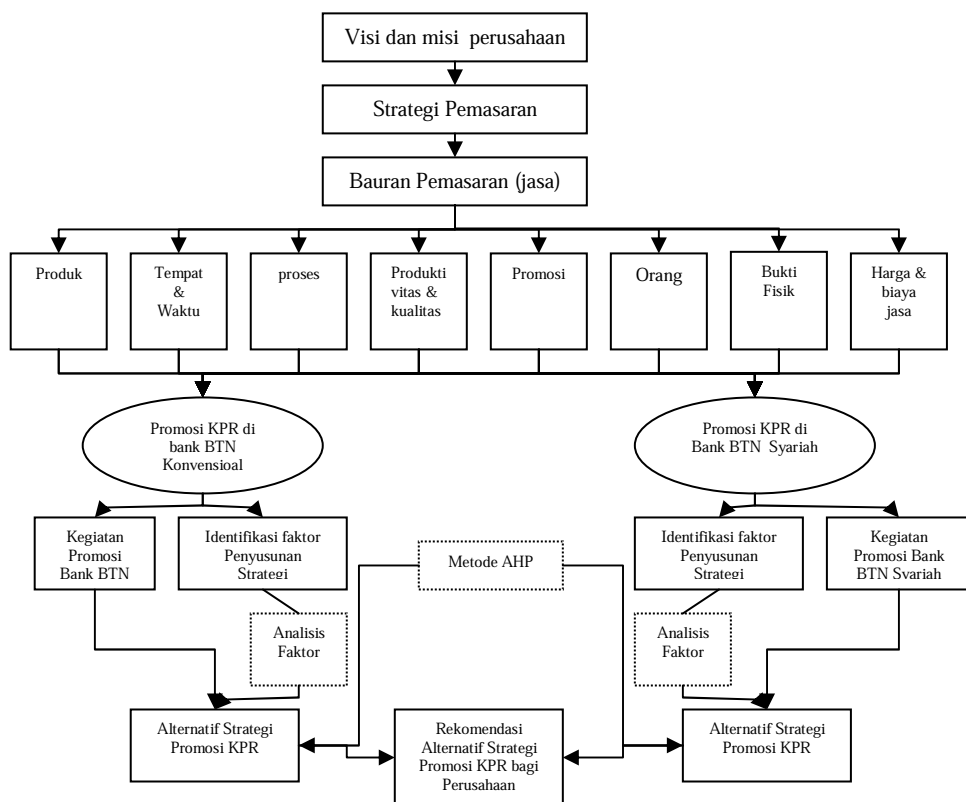 Visi dan misi perusahaan
Strategi Pemasaran
Bauran Pemasaran (jasa)
Produk
Tempat
&
Waktu
proses
Produkti
vitas &
kualitas
Promosi
Orang
Bukti
Fisik
Harga &
biaya
jasa
Promosi KPR di
bank BTN
Konvensioal
Promosi KPR di
Bank BTN Syariah
Kegiatan
Promosi
Bank BTN
Identifikasi faktor
Penyusunan
Strategi
Metode AHP
Identifikasi faktor
Penyusunan
Strategi
Kegiatan
Promosi Bank
BTN Syariah
Analisis
Faktor
Analisis
Faktor
Alternatif Strategi
Promosi KPR
Rekomendasi
Alternatif Strategi
Promosi KPR bagi
Perusahaan
Alternatif Strategi
Promosi KPR